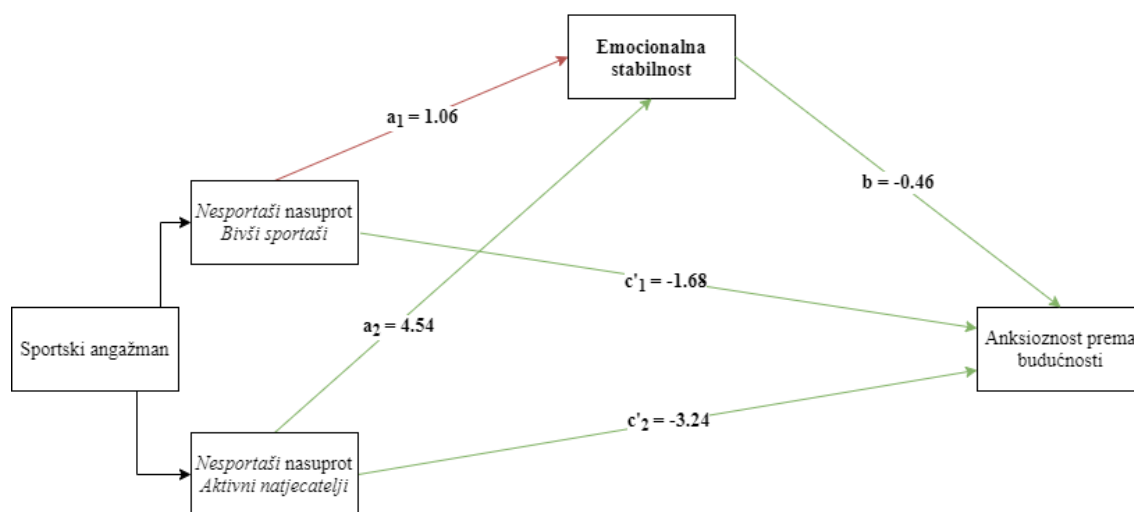 Emocionalna
stabilnost
a1 = 1.06
b = -0.46
Nesportaši nasuprot
Bivši sportaši
c'1 = -1.68
a2 = 4.54
Sportski angažman
Anksioznost prema
budućnosti
c'2 = -3.24
Nesportaši nasuprot
Aktivni natjecatelji